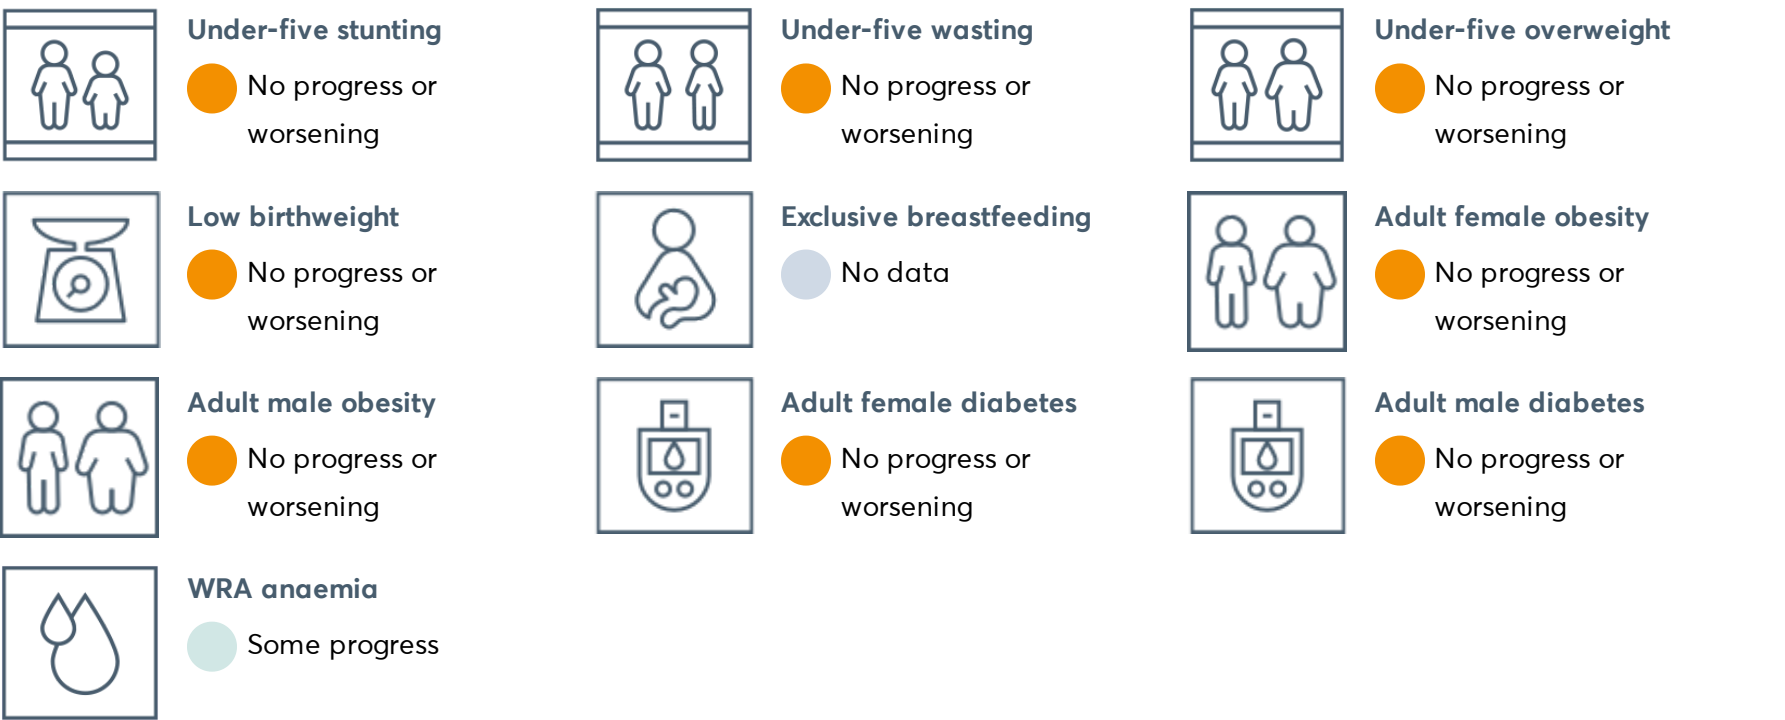 Under-five stunting
No progress or
worsening
Under-five wasting
No progress or
worsening
Under-five overweight
No progress or
worsening
Low birthweight
No progress or
worsening
Exclusive breastfeeding
No data
Adult female obesity
No progress or
worsening
Adult male obesity
No progress or
worsening
Adult female diabetes
No progress or
worsening
Adult male diabetes
No progress or
worsening
WRA anaemia
Some progress